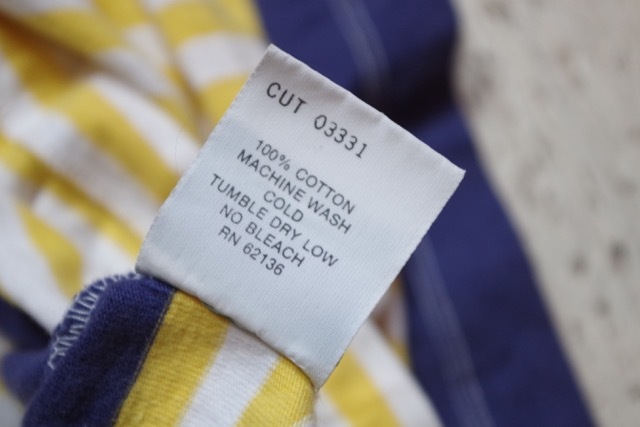 CUT 03331
100% COTTON
MACHINE WASH
COLD
TUMBLE DRY LOW
NO BLEACH
RN 62136